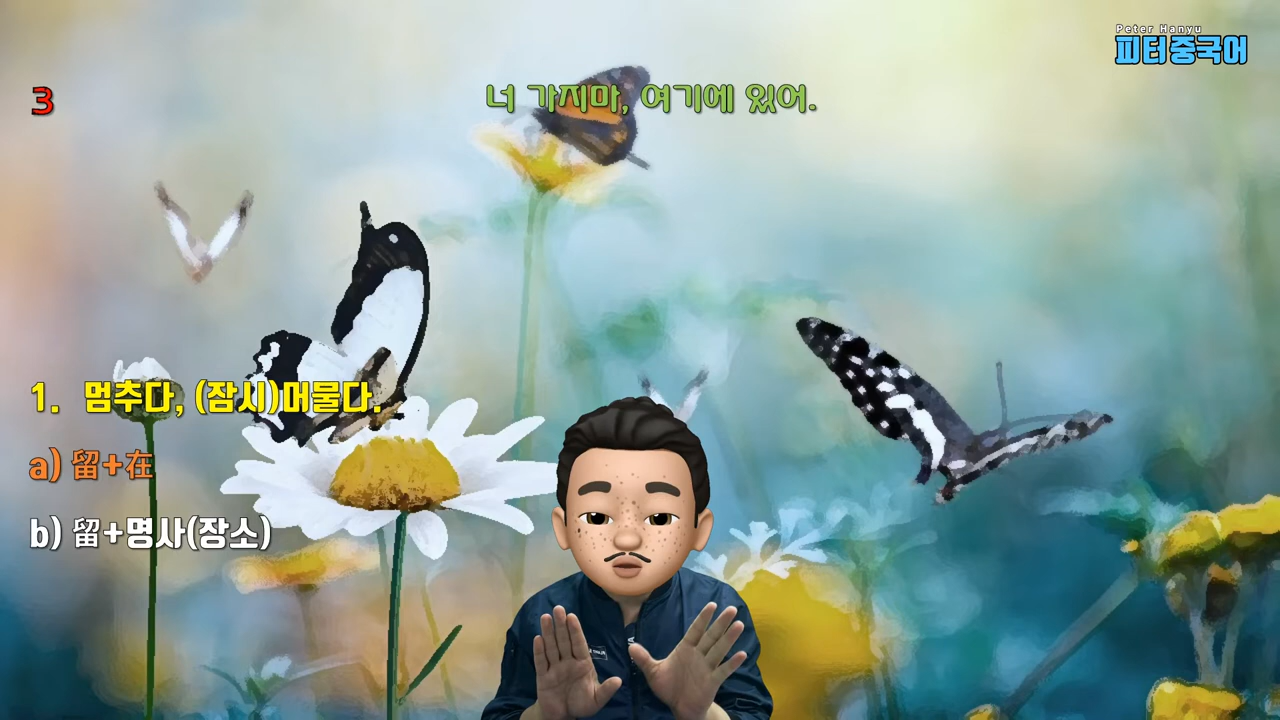 Peter Hanyu
피터 중국어
3
너 가지마, 여기에 있어.
1. 멈추다, (잠시)머물다.
a) 留+在
b) 留+명사(장소)